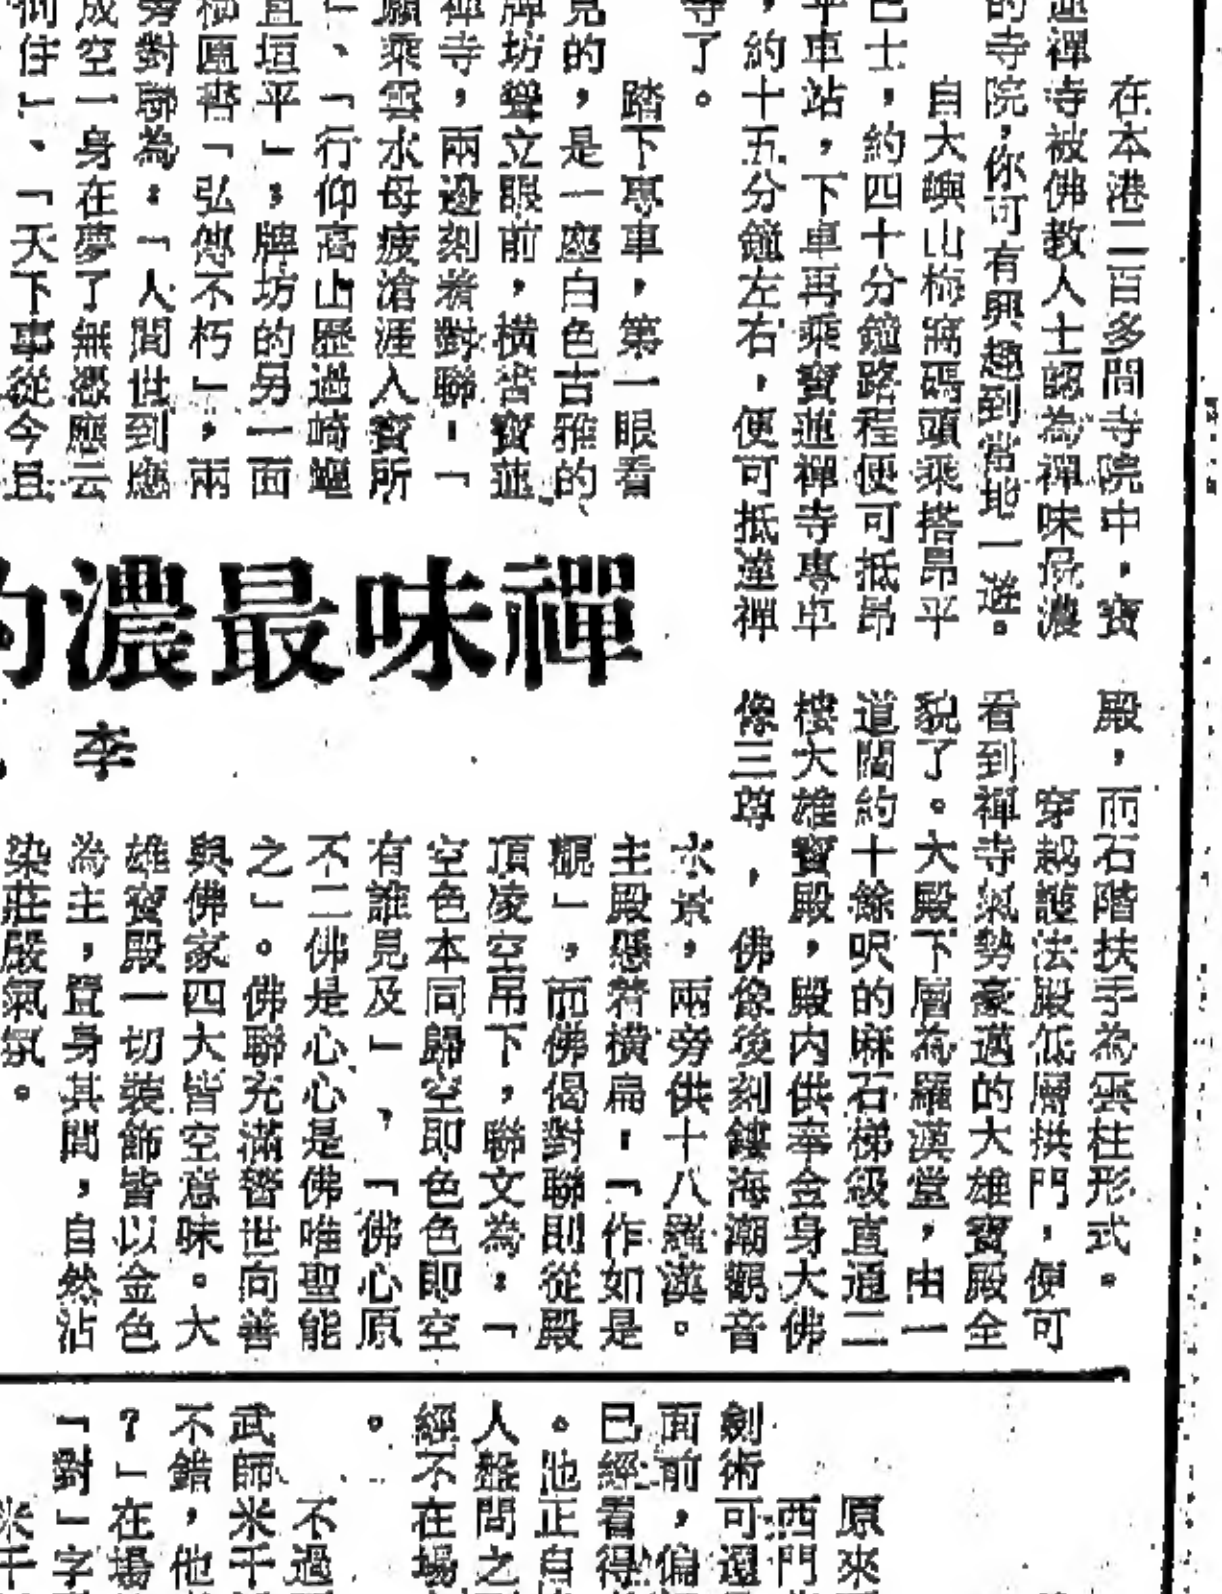 在本港二百多間寺院中，寶
蓮禪寺被佛教人士認為禪味最濃
的寺院，你可有興趣到當地一遊。
自大嶼山梅窩碼頭乘搭昂平
巴士，約四十分鐘路程便可抵昂
平車站，下車再乘寶蓮禪寺專車
，約十五分鐘左右，便可抵達禪
寺了。
踏下專車，第一眼看
見的，是一座白色古雅的
牌坊聳立眼前，橫書寶蓮
禪寺，兩邊刻着對聯：「
願乘雲水毋疲滄涯入寶所
」、「行仰高山歷過崎嶇
直垣平」；牌坊的另一面
橫匾書「弘傳不朽」，兩
旁對聯為：「人間世到應
成空一身在夢了無憑應云
何住」、「天下事從今且
禪味最濃的
李
殿，而石階扶手為雲柱形式。
穿越護法殿低層拱門，便可
看到禪寺氣勢豪邁的大雄寶殿全
貌了。大殿下層為羅漢堂，由一
道闊約十餘呎的麻石梯級直通二
樓大雄寶殿，殿內供奉金身大佛
像三尊，佛像後刻鏤海潮觀音
水景，兩旁供十八羅漢。
主殿懸着橫扁：「作如是
觀」，而佛偈對聯則從殿
頂凌空吊下，聯文為：「
空色本同歸空即色色即空
有誰見及」，「佛心原
不二佛是心心是佛唯聖能
之」。佛聯充滿警世向善
與佛家四大皆空意味。大
雄寶殿一切裝飾皆以金色
為主，置身其間，自然沾
染莊嚴氣氛。
原來
西門
劍術可還
面前，偏
已經看得
。他正自
人盤問之
經不在場
。
不過
武師米千
不錯，他
？」在場
「對」字
米千